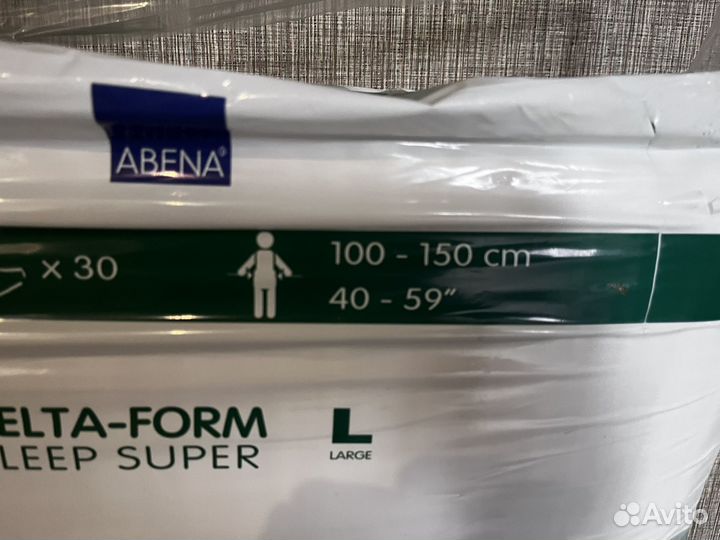 ABENA®
x 30
100 - 150 cm
40 - 59"
ELTA-FORM
LEEP SUPER
L
LARGE
Avito